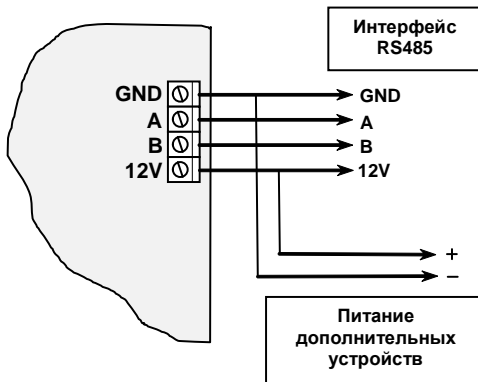 Интерфейс
RS485
GND
GND
A
A
B
B
12V
12V
+
−
Питание
дополнительных
устройств